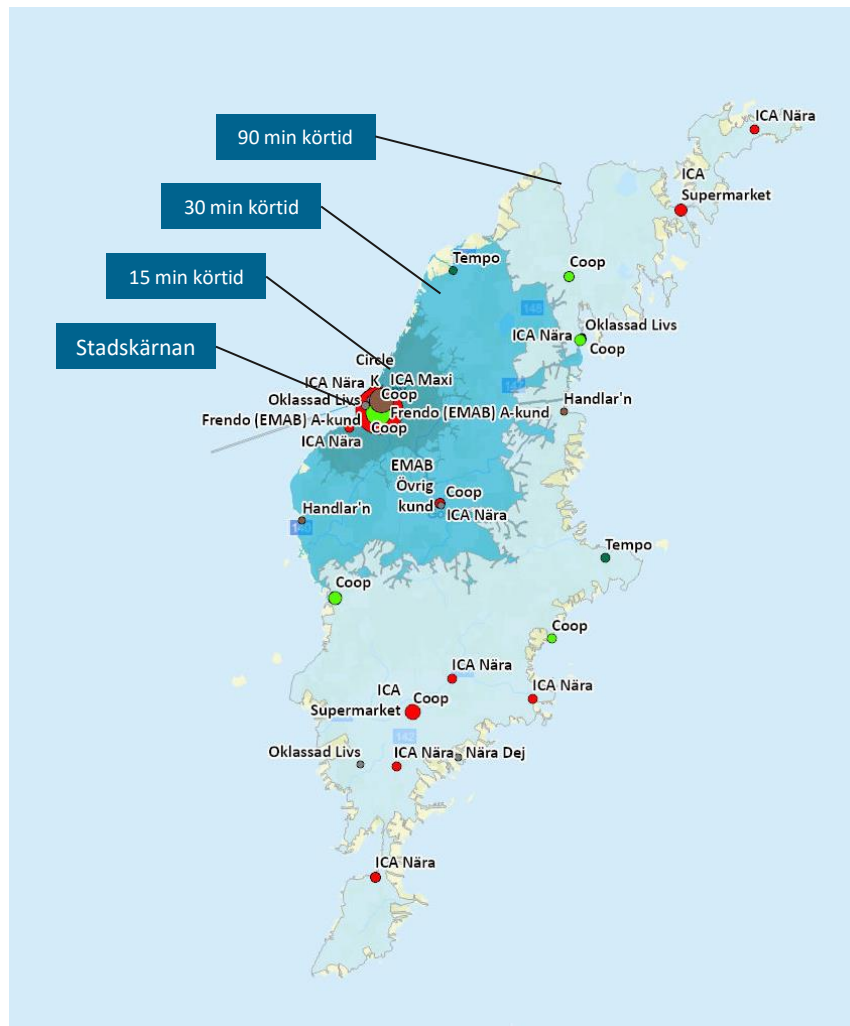 ICA Nära
90 min körtid
ICA
Supermarket
30 min körtid
Tempo
Coop
15 min körtid
148
ICA Nära
Oklassad Livs
Coop
Stadskärnan
Circle
K
ICA Nära
ICA Maxi
Coop
Oklassad Livs
Handlar'n
Frendo (EMAB) A-kund
Frendo (EMAB) A-kund
Coop
ICA Nära
EMAB
Övrig
kund
Coop
ICA Nära
Handlar'n
Tempo
Coop
Coop
ICA Nära
ICA Nära
ICA
Supermarket
Coop
142
Oklassad Livs
ICA Nära
Nära Dej
ICA Nära